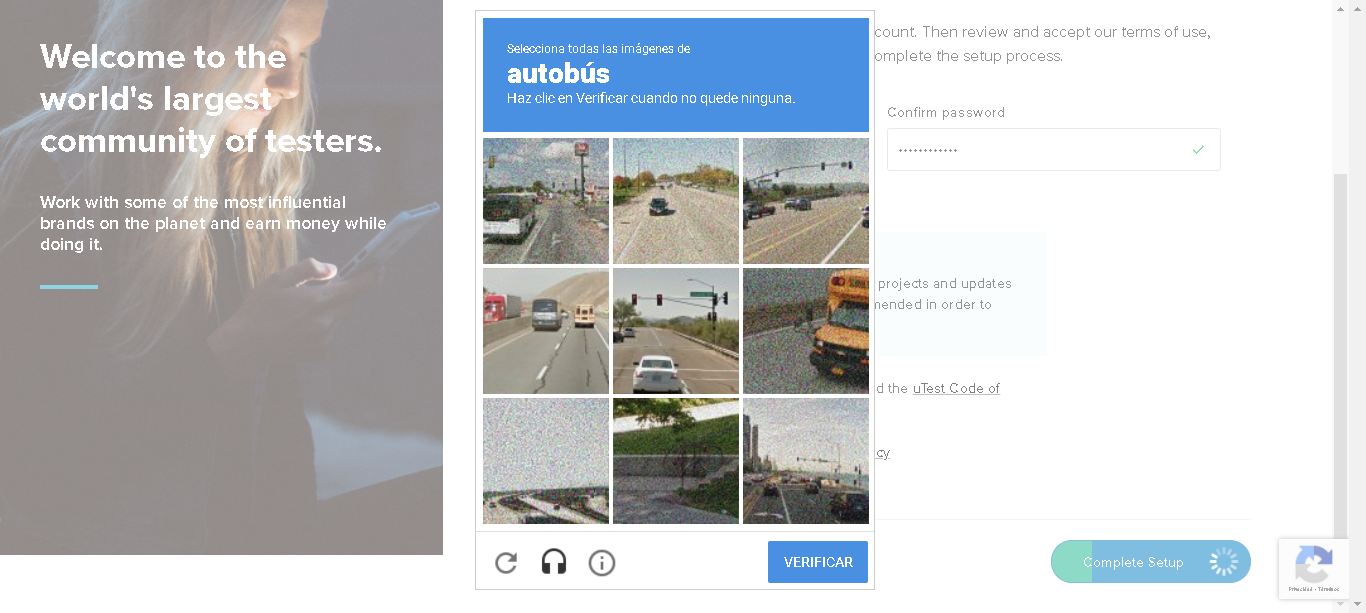 Welcome to the
world's largest
community of testers.
Work with some of the most influential
brands on the planet and earn money while
doing it.
Selecciona todas las imágenes de
autobús
Haz clic en Verificar cuando no quede ninguna.
VERIFICAR
count. Then review and accept our terms of use,
omplete the setup process.
Confirm password
projects and updates
mended in order to
d the uTest Code of
cy
Complete Setup
Privacidad - Términos